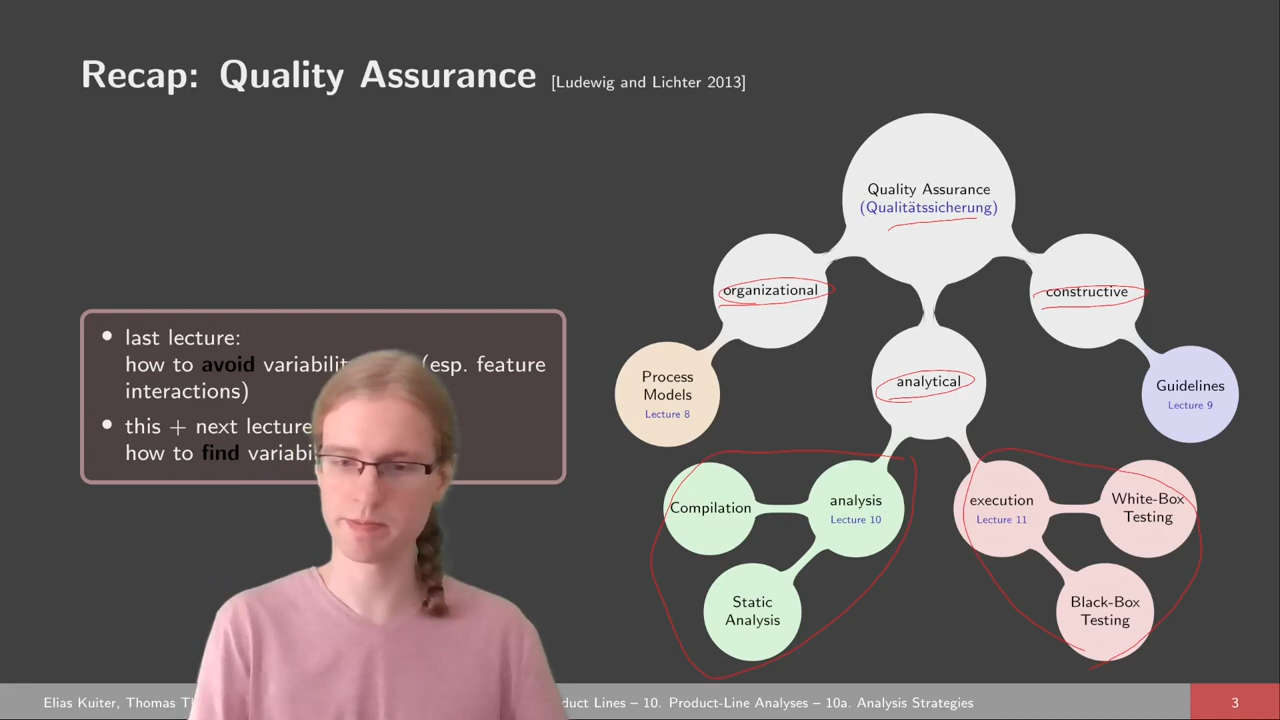 Recap: Quality Assurance [Ludewig and Lichter 2013]
Quality Assurance
(Qualitätssicherung)
organizational
constructive
• last lecture:
how to avoid (esp. feature
interactions)
• this + next lecture
how to find
Process
Models
Lecture 8
analytical
Guidelines
Lecture 9
Compilation
analysis
Lecture 10
execution
Lecture 11
White-Box
Testing
Static
Analysis
Black-Box
Testing
Elias Kuiter, Thomas Lines – 10. Product-Line Analyses – 10a. Analysis Strategies
3